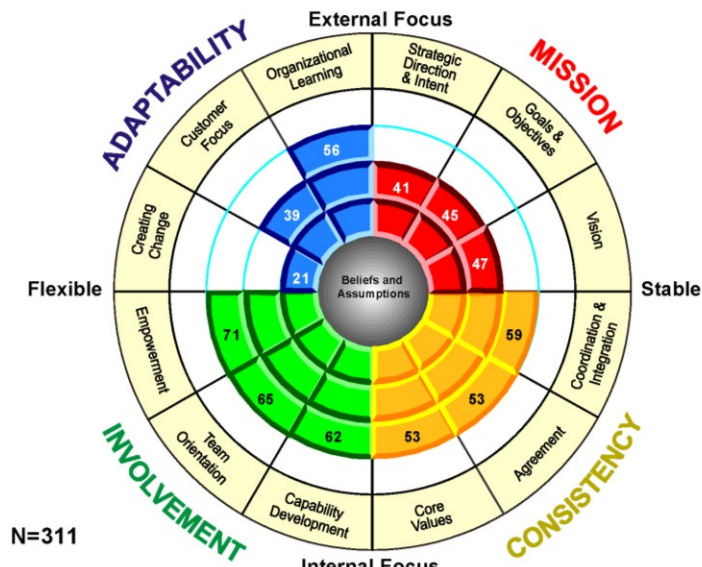 External Focus
ADAPTABILITY
MISSION
Organizational
Learning
Strategic
Direction
& Intent
Customer
Focus
Goals &
Objectives
Creating
Change
Vision
56
39
21
41
45
47
Flexible
Beliefs and
Assumptions
Stable
Empowerment
71
65
62
59
53
53
Coordination &
Integration
Team
Orientation
Agreement
Capability
Development
Core
Values
INVOLVEMENT
CONSISTENCY
N=311
Internal Focus